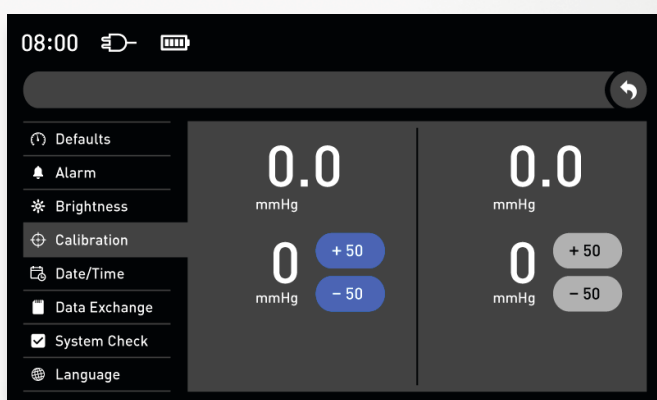 08:00
Defaults
Alarm
Brightness
Calibration
Date/Time
Data Exchange
System Check
Language
0.0
mmHg
0
mmHg
+ 50
− 50
0.0
mmHg
0
mmHg
+ 50
− 50